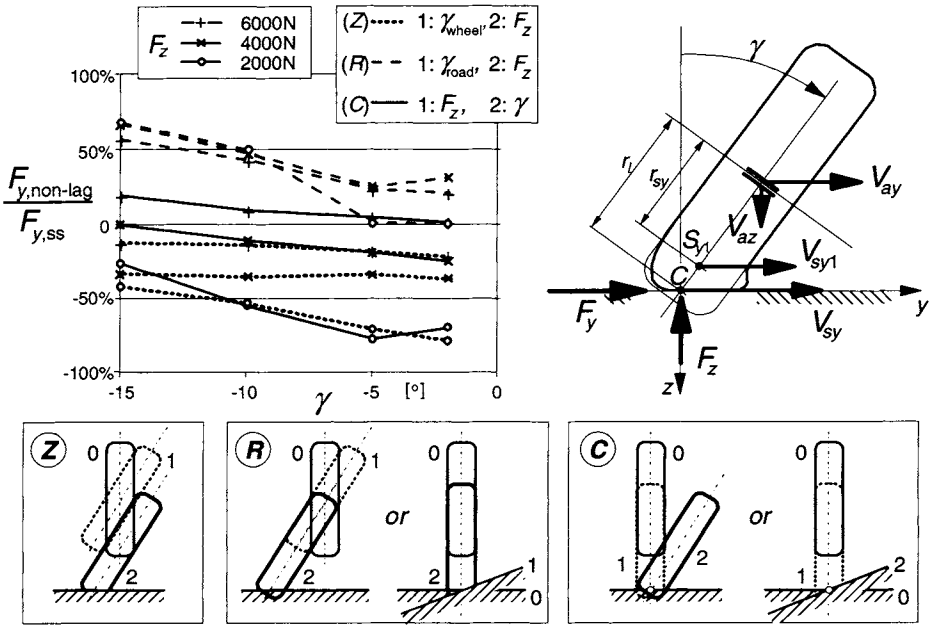 6000N
F_z 4000N
2000N
(Z) 1: γ_wheel, 2: F_z
(R) 1: γ_road, 2: F_z
(C) 1: F_z, 2: γ
100%
50%
0
-50%
-100%
F_y,non-lag
F_y,ss
-15 -10 -5 [°] 0
γ
γ
r_l
r_sy
V_ay
V_az
S_y1
V_sy1
C
F_y
V_sy
y
F_z
z
Z
0
1
2
R
0
1
2
or
0
2
1
0
C
0
1
2
or
0
1
2
0